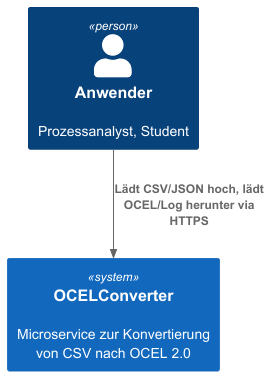 «person»
Anwender
Prozessanalyst, Student
Lädt CSV/JSON hoch, lädt
OCEL/Log herunter via
HTTPS
«system»
OCELConverter
Microservice zur Konvertierung
von CSV nach OCEL 2.0